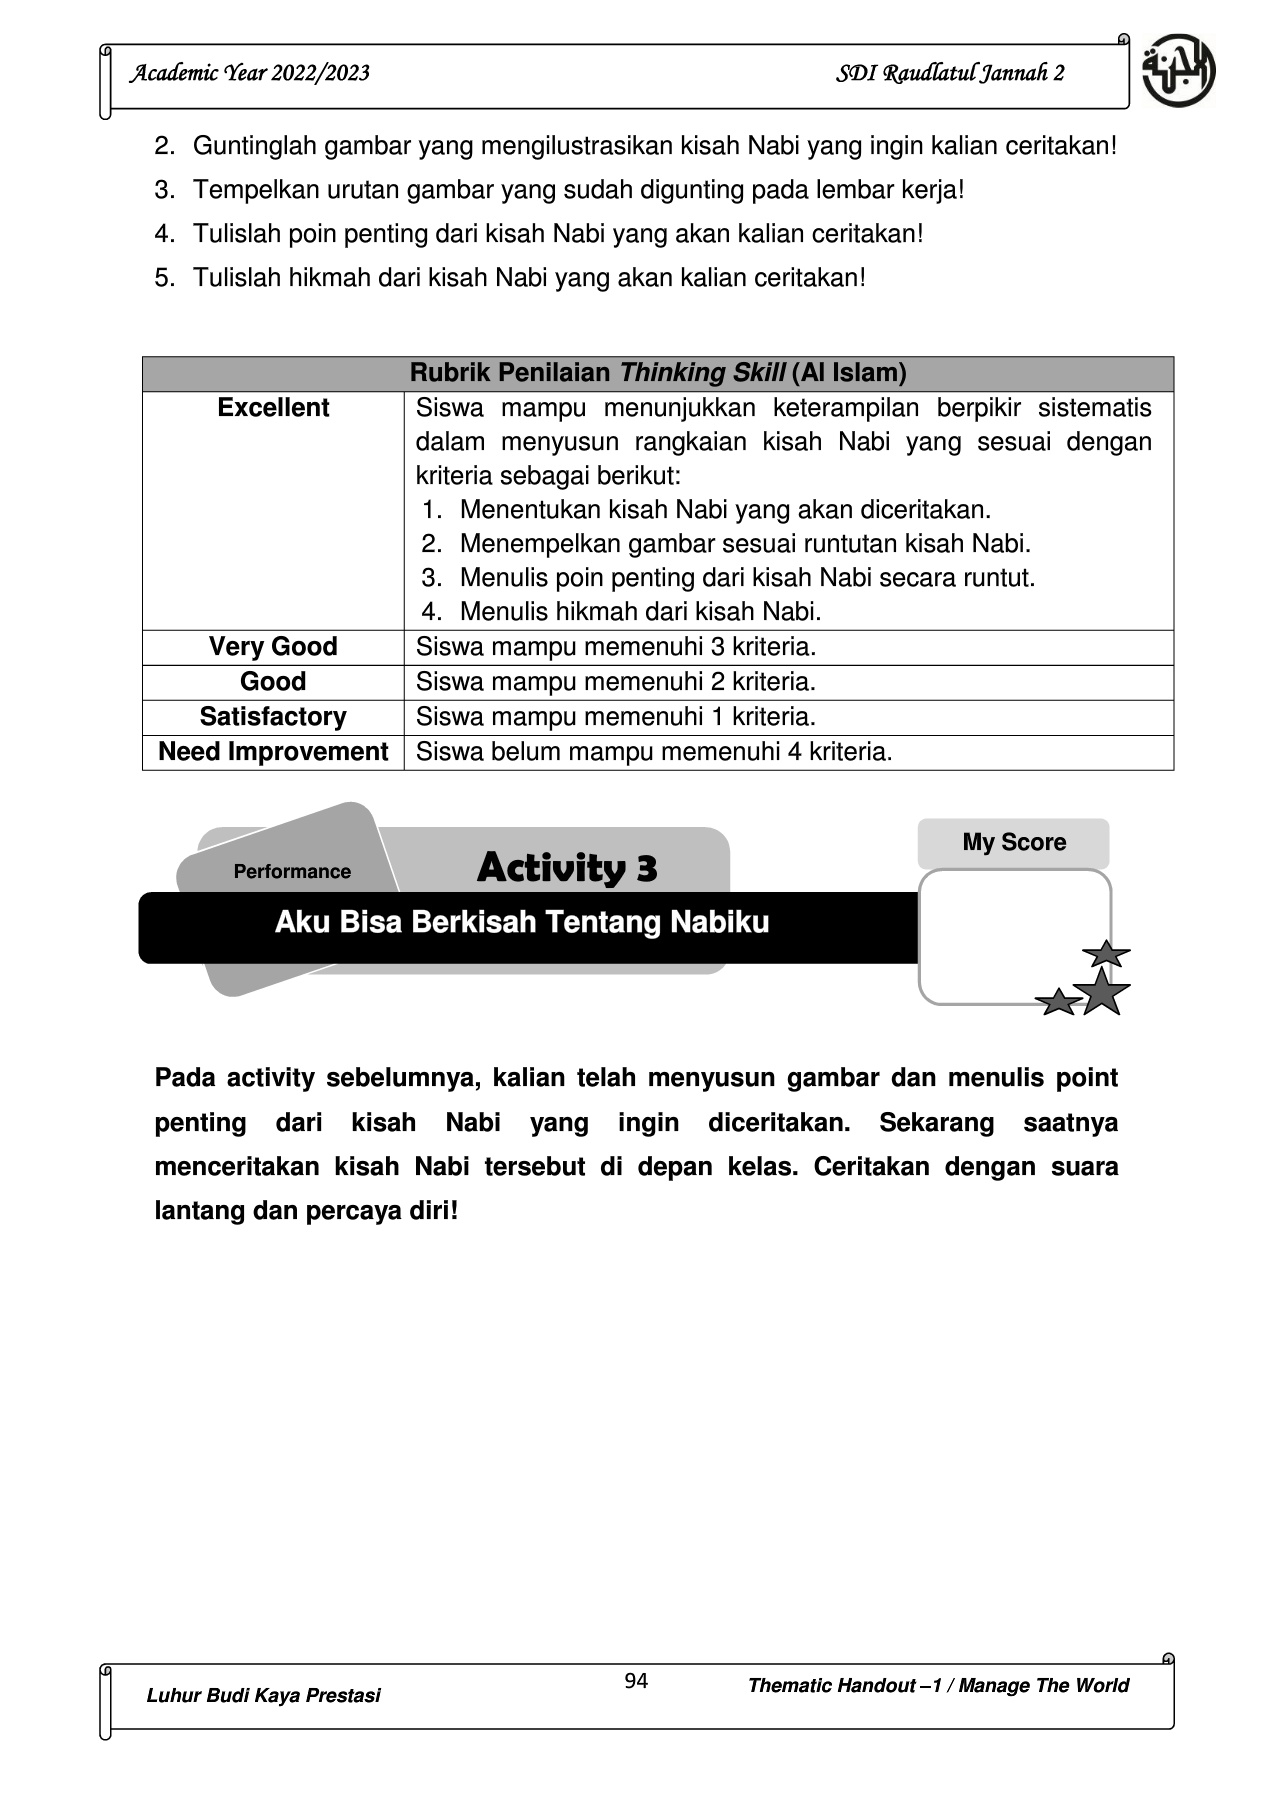 Academic Year 2022/2023 SDI Raudlatul Jannah 2
2. Guntinglah gambar yang mengilustrasikan kisah Nabi yang ingin kalian ceritakan!
3. Tempelkan urutan gambar yang sudah digunting pada lembar kerja!
4. Tulislah poin penting dari kisah Nabi yang akan kalian ceritakan!
5. Tulislah hikmah dari kisah Nabi yang akan kalian ceritakan!
Rubrik Penilaian Thinking Skill (Al Islam)
Excellent Siswa mampu menunjukkan keterampilan berpikir sistematis
dalam menyusun rangkaian kisah Nabi yang sesuai dengan
kriteria sebagai berikut:
1. Menentukan kisah Nabi yang akan diceritakan.
2. Menempelkan gambar sesuai runtutan kisah Nabi.
3. Menulis poin penting dari kisah Nabi secara runtut.
4. Menulis hikmah dari kisah Nabi.
Very Good Siswa mampu memenuhi 3 kriteria.
Good Siswa mampu memenuhi 2 kriteria.
Satisfactory Siswa mampu memenuhi 1 kriteria.
Need Improvement Siswa belum mampu memenuhi 4 kriteria.
My Score
Performance Activity 3
Aku Bisa Berkisah Tentang Nabiku
Pada activity sebelumnya, kalian telah menyusun gambar dan menulis point
penting dari kisah Nabi yang ingin diceritakan. Sekarang saatnya
menceritakan kisah Nabi tersebut di depan kelas. Ceritakan dengan suara
lantang dan percaya diri!
Luhur Budi Kaya Prestasi 94 Thematic Handout –1 / Manage The World